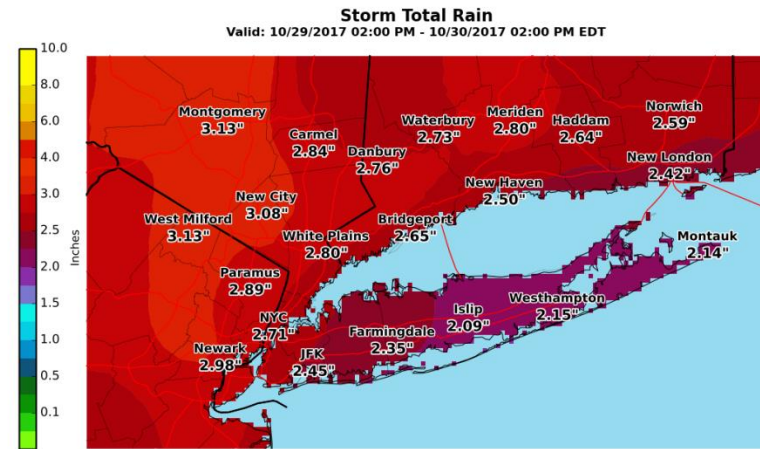 Storm Total Rain
Valid: 10/29/2017 02:00 PM - 10/30/2017 02:00 PM EDT
10.0
8.0
6.0
5.0
4.0
3.0
2.5
2.0
1.5
1.0
0.5
0.1
Inches
Montgomery
3.13"
Carmel
2.84"
Danbury
2.76"
Waterbury
2.73"
Meriden
2.80"
Haddam
2.64"
Norwich
2.59"
New London
2.42"
New Haven
2.50"
New City
3.08"
West Milford
3.13"
White Plains
2.80"
Bridgeport
2.65"
Montauk
2.14"
Paramus
2.89"
NYC
2.71"
Newark
2.98"
JFK
2.45"
Farmingdale
2.35"
Islip
2.09"
Westhampton
2.15"